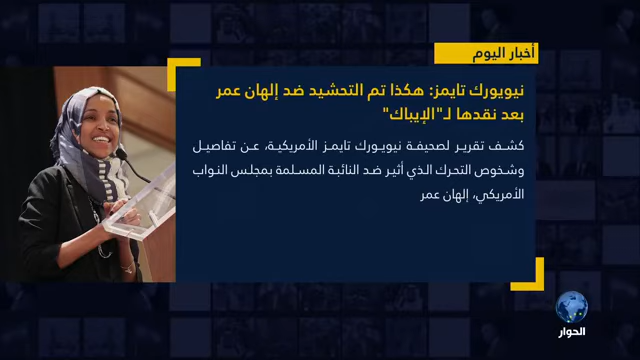 أخبار اليوم
نيويورك تايمز: هكذا تم التحشيد ضد إلهان عمر
بعد نقدها لـ"الإيباك"
كشف تقرير لصحيفة نيويورك تايمز الأمريكية، عن تفاصيل
وشخوص التحرك الذي أثير ضد النائبة المسلمة بمجلس النواب
الأمريكي، إلهان عمر
الحوار